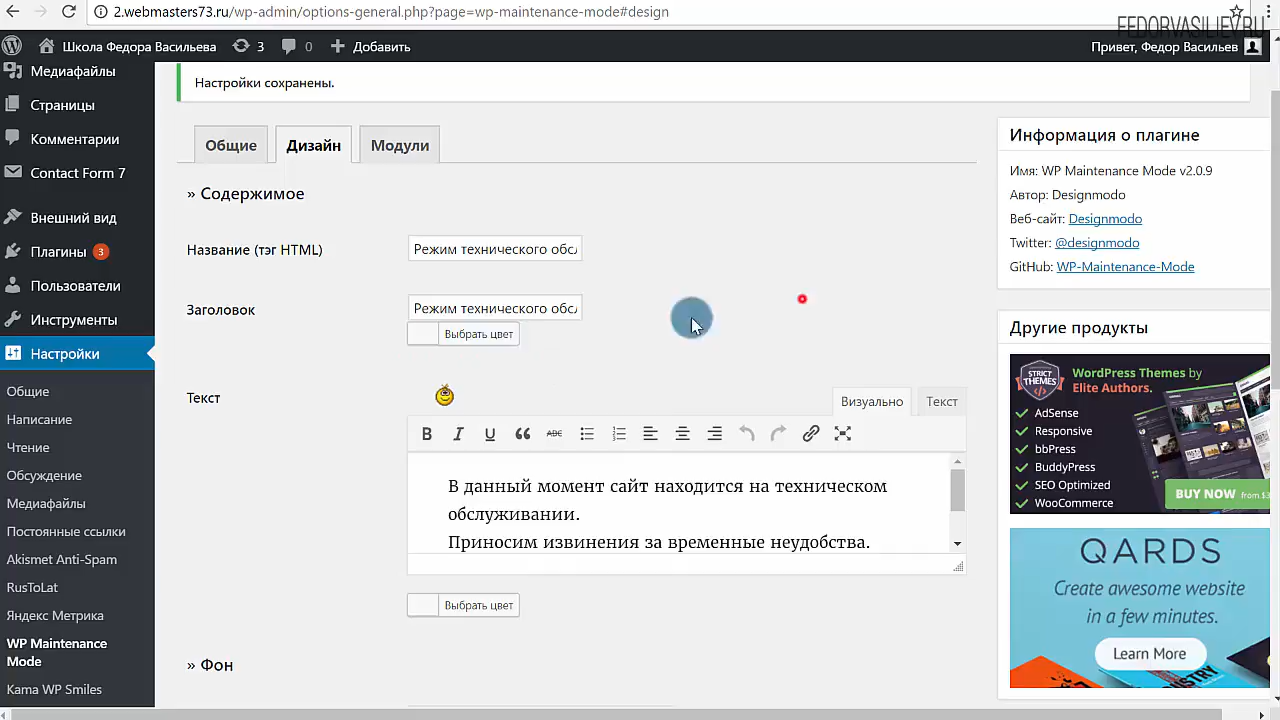 2.webmasters73.ru/wp-admin/options-general.php?page=wp-maintenance-mode#design
FEDORVASILIEV.RU
Школа Федора Васильева 3 0 Добавить
Привет, Федор Васильев
Медиафайлы
Страницы
Комментарии
Contact Form 7
Внешний вид
Плагины 3
Пользователи
Инструменты
Настройки
Общие
Написание
Чтение
Обсуждение
Медиафайлы
Постоянные ссылки
Akismet Anti-Spam
RusToLat
Яндекс Метрика
WP Maintenance
Mode
Kama WP Smiles
Настройки сохранены.
Общие Дизайн Модули
» Содержимое
Название (тэг HTML) Режим технического обс
Заголовок Режим технического обс
Выбрать цвет
Текст
Визуально Текст
B I U ABC
В данный момент сайт находится на техническом
обслуживании.
Приносим извинения за временные неудобства.
Выбрать цвет
» Фон
Информация о плагине
Имя: WP Maintenance Mode v2.0.9
Автор: Designmodo
Веб-сайт: Designmodo
Twitter: @designmodo
GitHub: WP-Maintenance-Mode
Другие продукты
STRICT
THEMES
WordPress Themes by
Elite Authors.
AdSense
Responsive
bbPress
BuddyPress
SEO Optimized
WooCommerce
BUY NOW from $
QARDS
Create awesome website
in a few minutes.
Learn More